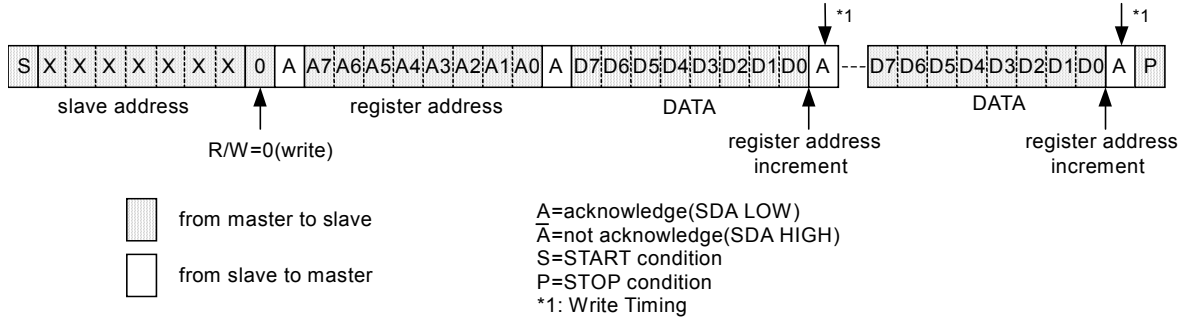 *1 *1
S X X X X X X X 0 A A7 A6 A5 A4 A3 A2 A1 A0 A D7 D6 D5 D4 D3 D2 D1 D0 A D7 D6 D5 D4 D3 D2 D1 D0 A P
slave address register address DATA DATA
R/W=0(write)
register address
increment
register address
increment
from master to slave
from slave to master
A=acknowledge(SDA LOW)
A̅=not acknowledge(SDA HIGH)
S=START condition
P=STOP condition
*1: Write Timing